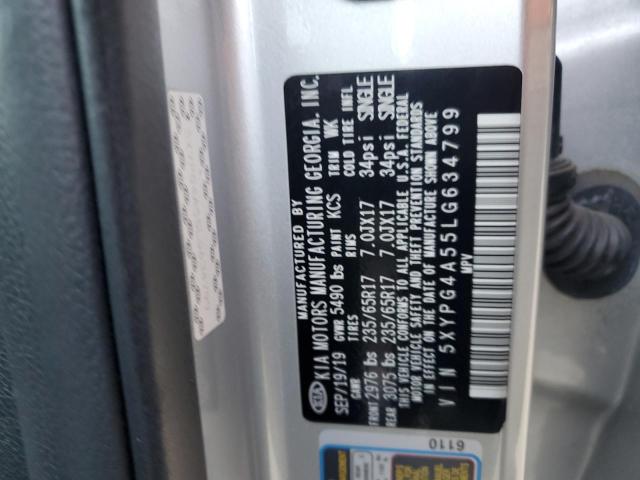 MANUFACTURED BY
KIA KIA MOTORS MANUFACTURING GEORGIA, INC.
SEP/19/19 GVWR 5490 lbs PAINT KCS TRIM WK
GAWR TIRES RIMS COLD TIRE INFL
FRONT 2976 lbs 235/65R17 7.0JX17 34psi SINGLE
REAR 3075 lbs 235/65R17 7.0JX17 34psi SINGLE
THIS VEHICLE CONFORMS TO ALL APPLICABLE U.S.A. FEDERAL
MOTOR VEHICLE SAFETY AND THEFT PREVENTION STANDARDS
IN EFFECT ON THE DATE OF MANUFACTURE SHOWN ABOVE
VIN 5XYPG4A55LG634799
MPV
6110